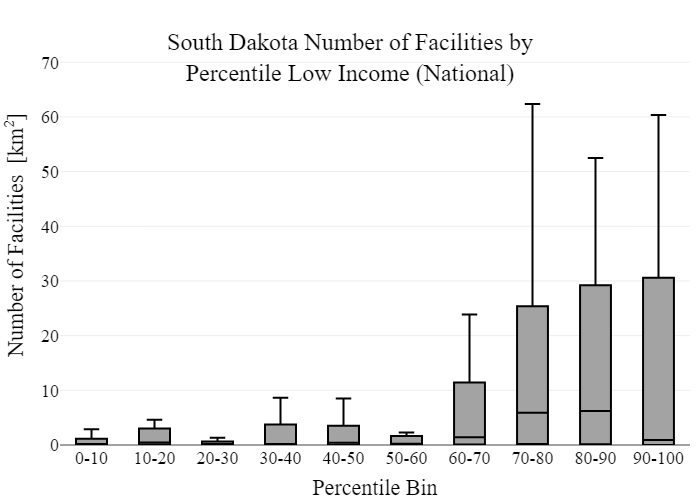 South Dakota Number of Facilities by
Percentile Low Income (National)
Number of Facilities [km²]
70
60
50
40
30
20
10
0
0-10 10-20 20-30 30-40 40-50 50-60 60-70 70-80 80-90 90-100
Percentile Bin